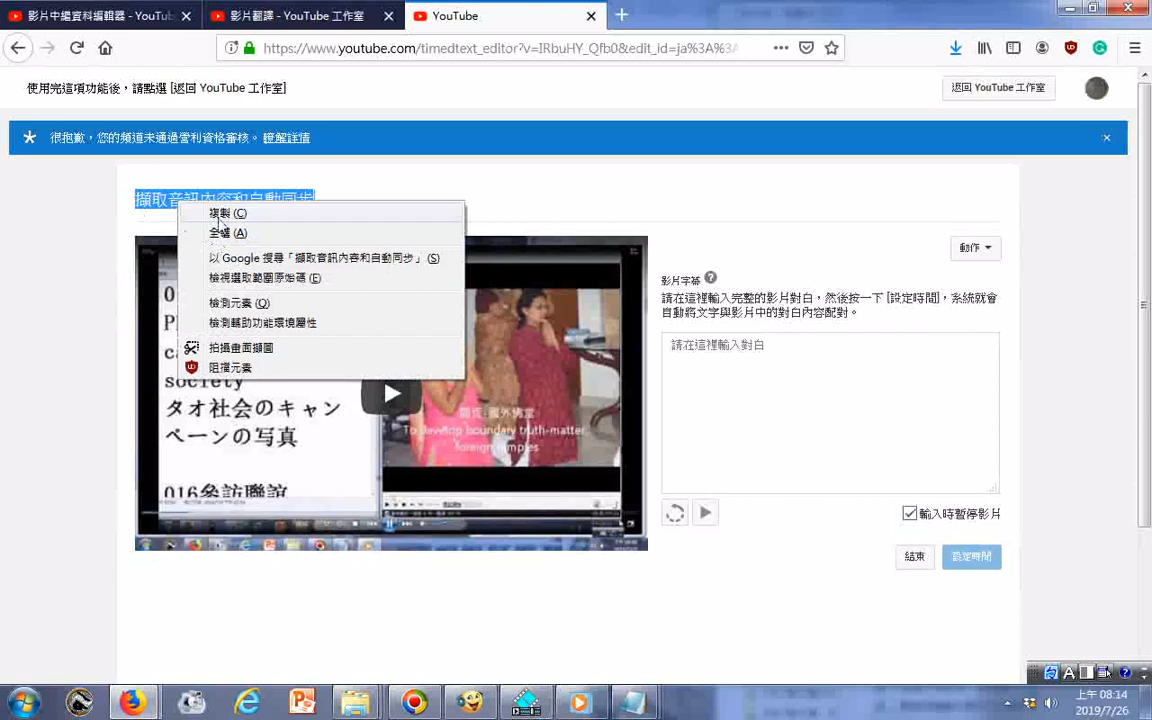 影片中繼資料編輯器 - YouTub
影片翻譯 - YouTube 工作室
YouTube
https://www.youtube.com/timedtext_editor?v=IRbuHY_Qfb0&edit_id=ja%3A%3A
使用完這項功能後，請點選 [返回 YouTube 工作室]
返回 YouTube 工作室
很抱歉，您的頻道未通過營利資格審核。 瞭解詳情
擷取音訊內容和自動同步
複製 (C)
全選 (A)
以 Google 搜尋「擷取音訊內容和自動同步」 (S)
檢視選取範圍原始碼 (E)
檢測元素 (Q)
檢測輔助功能環境屬性
拍攝畫面擷圖
阻擋元素
society
タオ社会のキャン
ペーンの写真
016參訪聯誼
To develop boundary truth-matter,
foreign temples
動作
影片字幕
請在這裡輸入完整的影片對白，然後按一下 [設定時間]，系統就會
自動將文字與影片中的對白內容配對。
請在這裡輸入對白
輸入時暫停影片
結束
設定時間
上午 08:14
2019/7/26